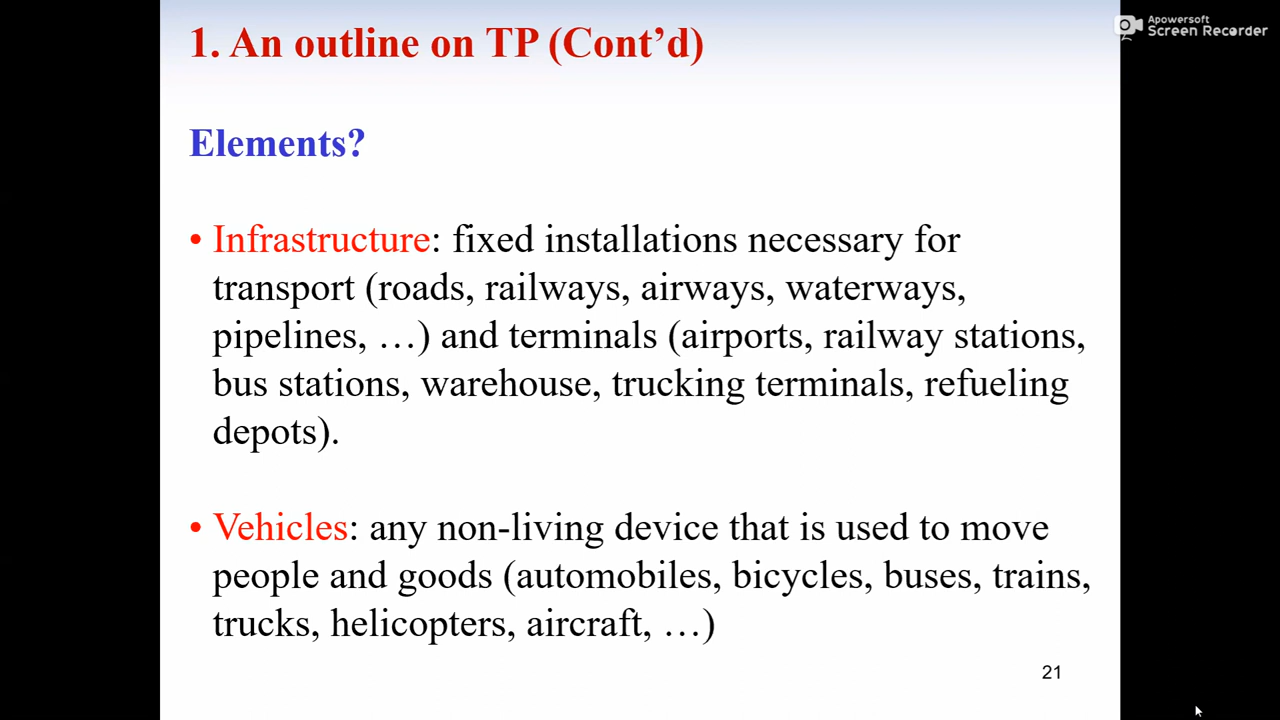 1. An outline on TP (Cont’d)
Apowersoft
Screen Recorder
Elements?
• Infrastructure: fixed installations necessary for
transport (roads, railways, airways, waterways,
pipelines, …) and terminals (airports, railway stations,
bus stations, warehouse, trucking terminals, refueling
depots).
• Vehicles: any non-living device that is used to move
people and goods (automobiles, bicycles, buses, trains,
trucks, helicopters, aircraft, …)
21